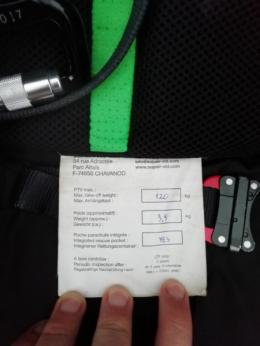 017
34 rue Adrastée
Parc Altaïs
F-74650 CHAVANOD
info@supair-vld.com
www.supair-vld.com
PTV max. :
Max. take-off weight :
Max. Anhängelast :
120 kg
Poids (approximatif) :
Weight (approx.) :
Gewicht (ca.) :
3,5 kg
Poche parachute intégrée :
Integrated rescue pocket :
Integrierter Rettungscontainer :
yes
A faire contrôler :
Periodic inspection after :
Regelmäßige Nachprüfung nach